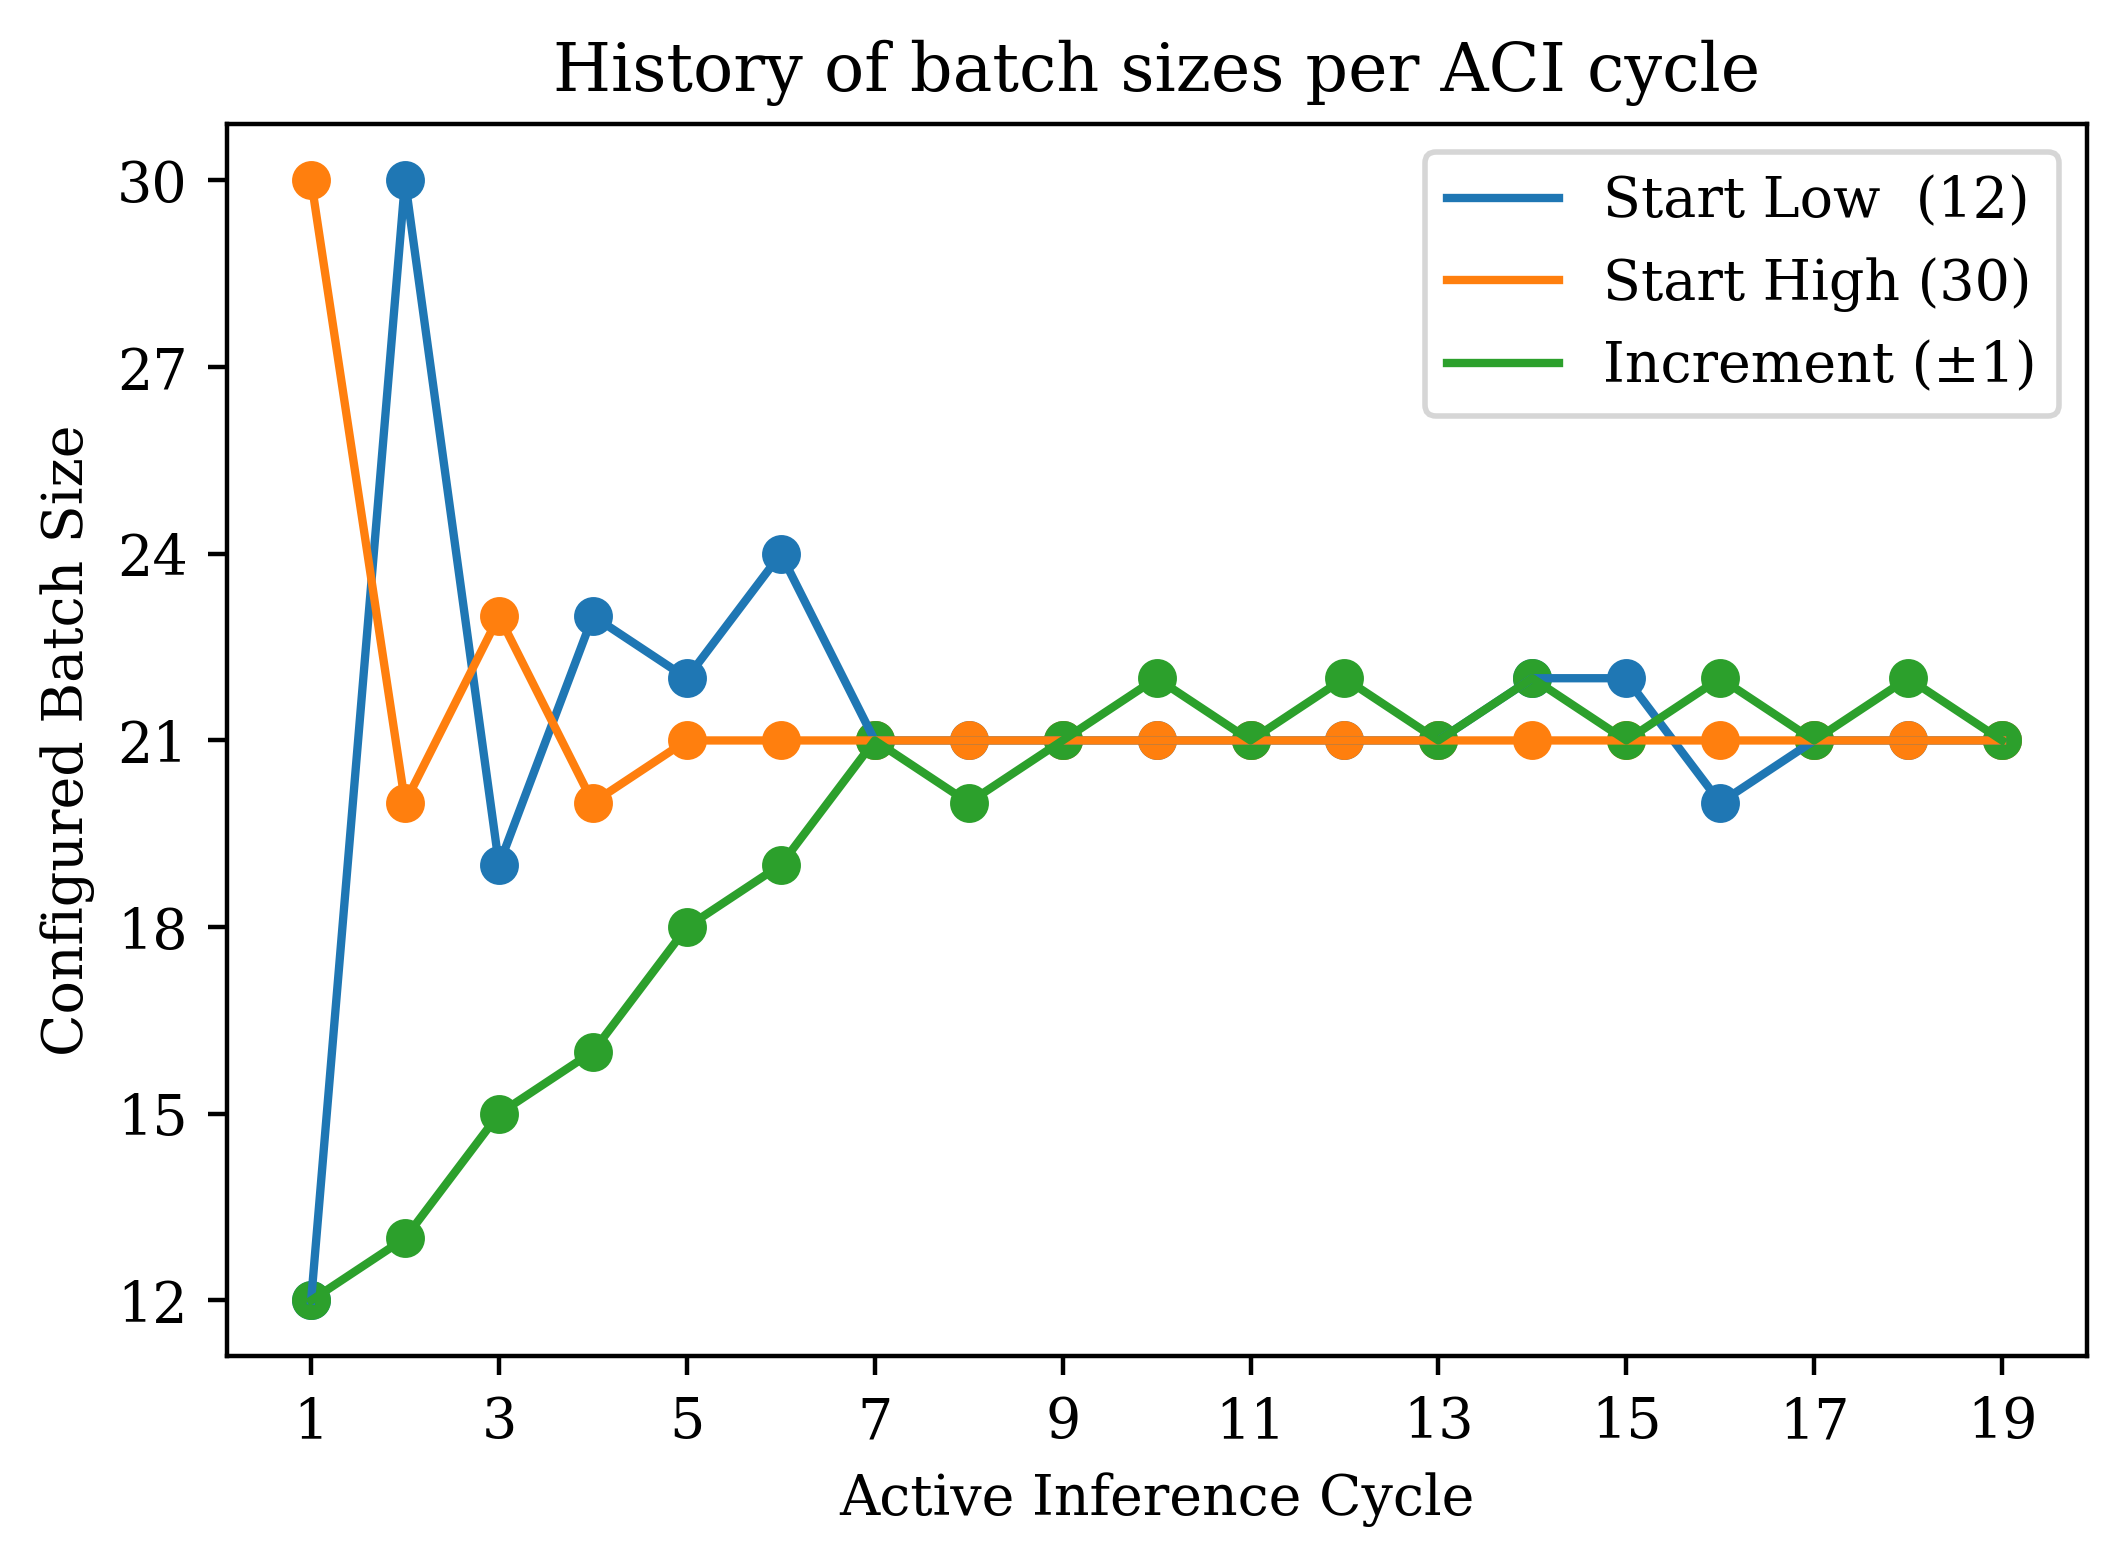 History of batch sizes per ACI cycle
Start Low (12)
Start High (30)
Increment (±1)
Configured Batch Size
30
27
24
21
18
15
12
1 3 5 7 9 11 13 15 17 19
Active Inference Cycle